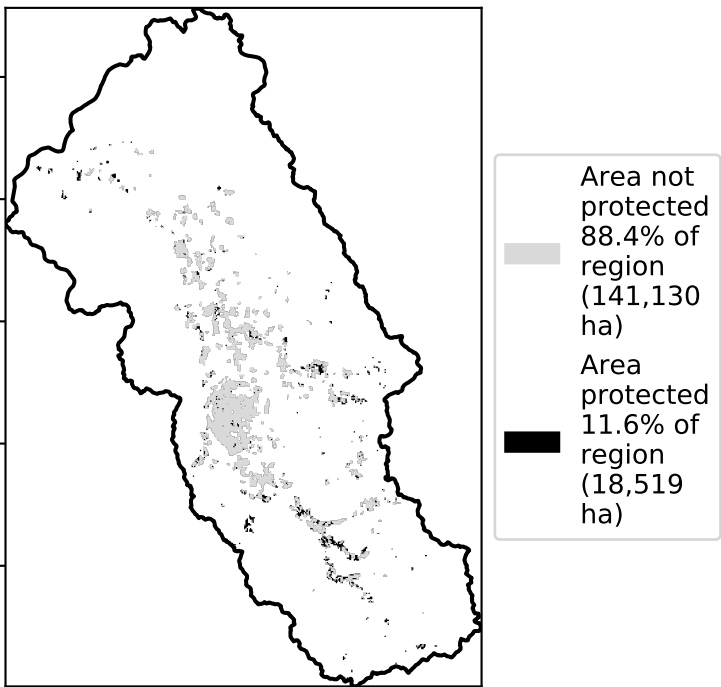 Area not
protected
88.4% of
region
(141,130
ha)
Area
protected
11.6% of
region
(18,519
ha)